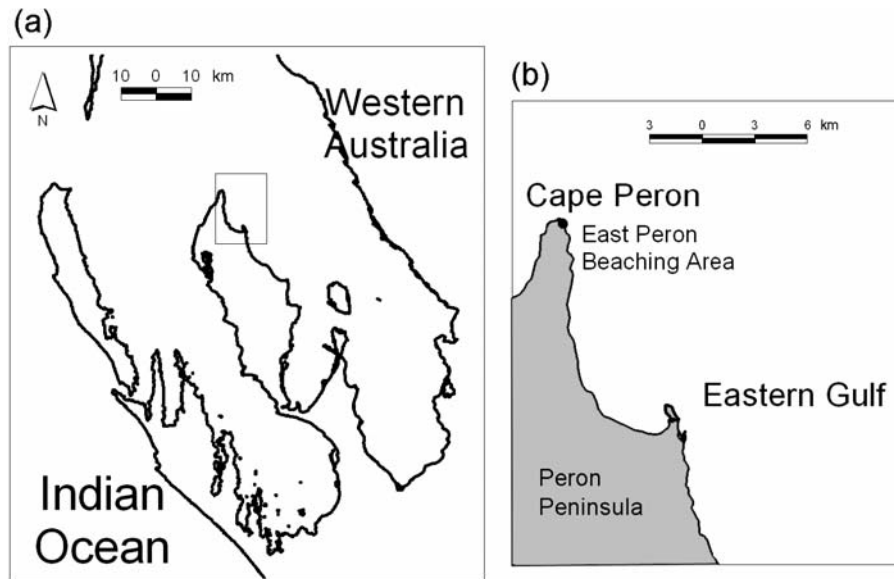 (a)
10 0 10 km
N
Western
Australia
Indian
Ocean
(b)
3 0 3 6 km
Cape Peron
East Peron
Beaching Area
Eastern Gulf
Peron
Peninsula